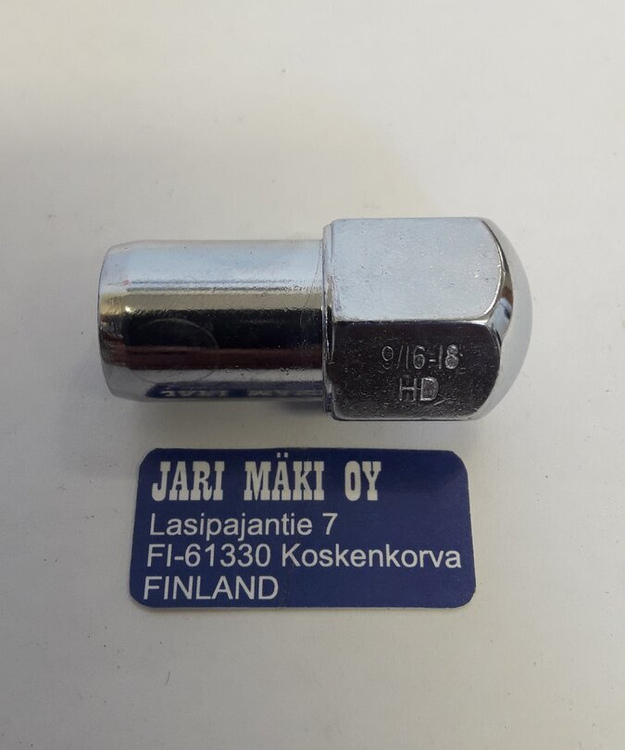 9/16-18
HD
JARI MÄKI OY
Lasipajantie 7
FI-61330 Koskenkorva
FINLAND